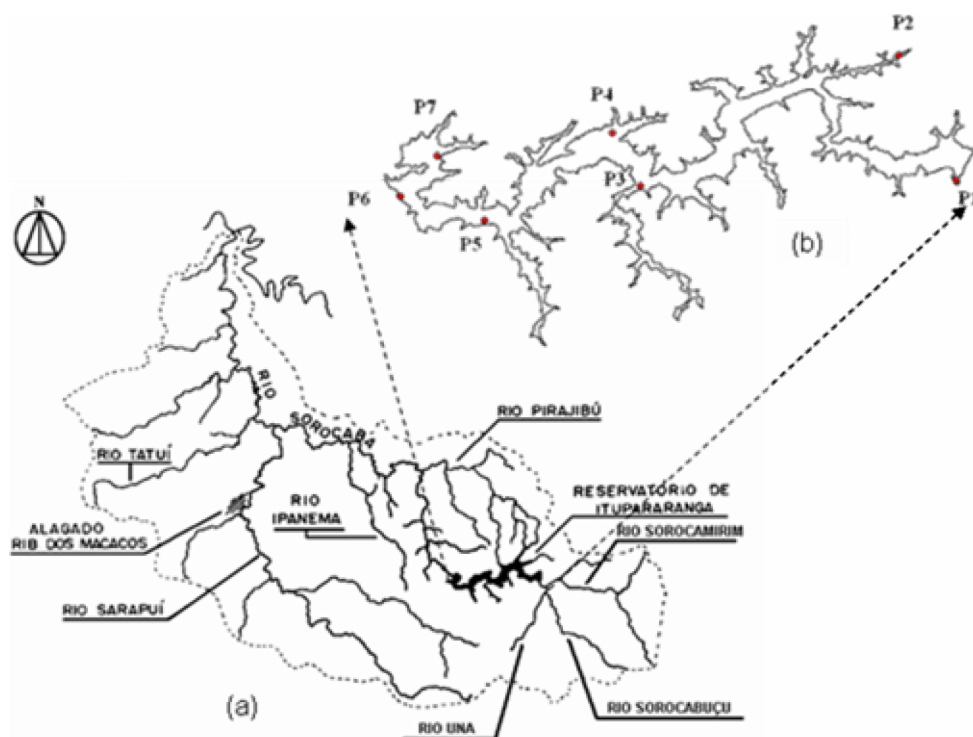 P2
P4
P7
P3
P6
P1
P5
(b)
N
RIO
SOROCABA
RIO PIRAJIBÚ
RIO TATUÍ
RESERVATÓRIO DE
ITUPARARANGA
RIO
IPANEMA
RIO SOROCAMIRIM
ALAGADO
RIB DOS MACACOS
RIO SARAPUÍ
(a)
RIO SOROCABUÇU
RIO UNA